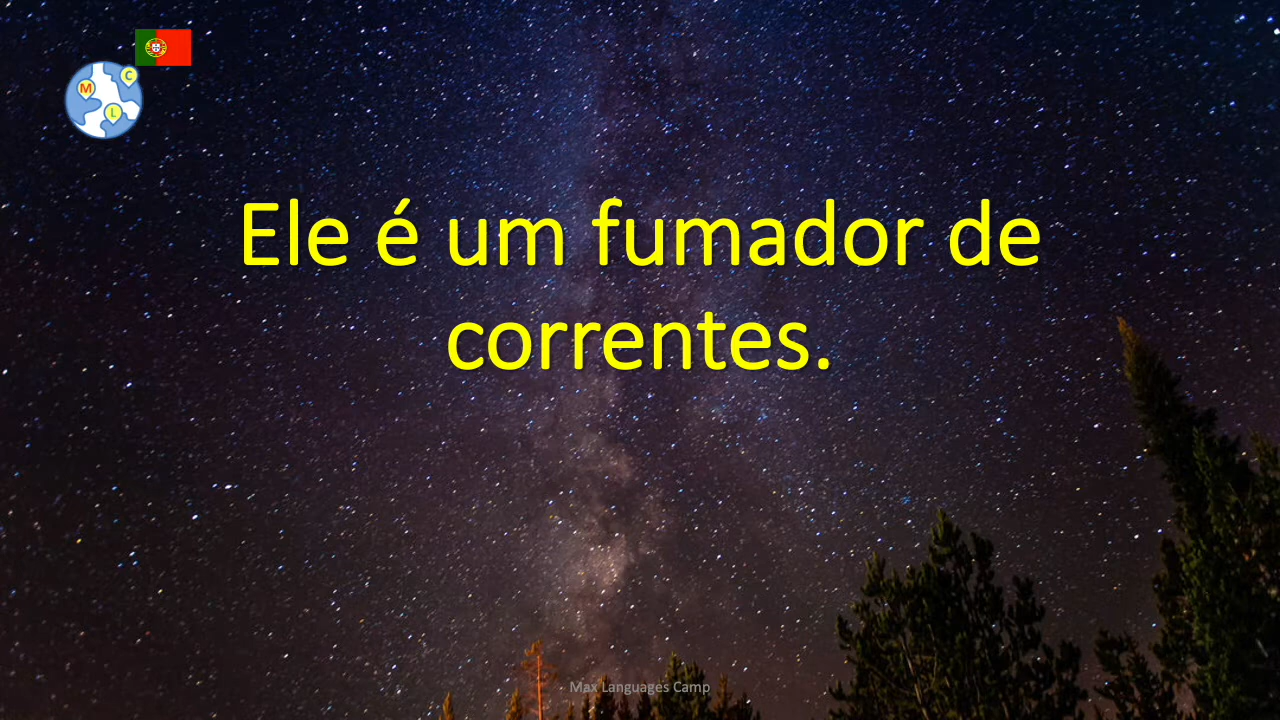 C
M
L
Ele é um fumador de
correntes.
Max Languages Camp